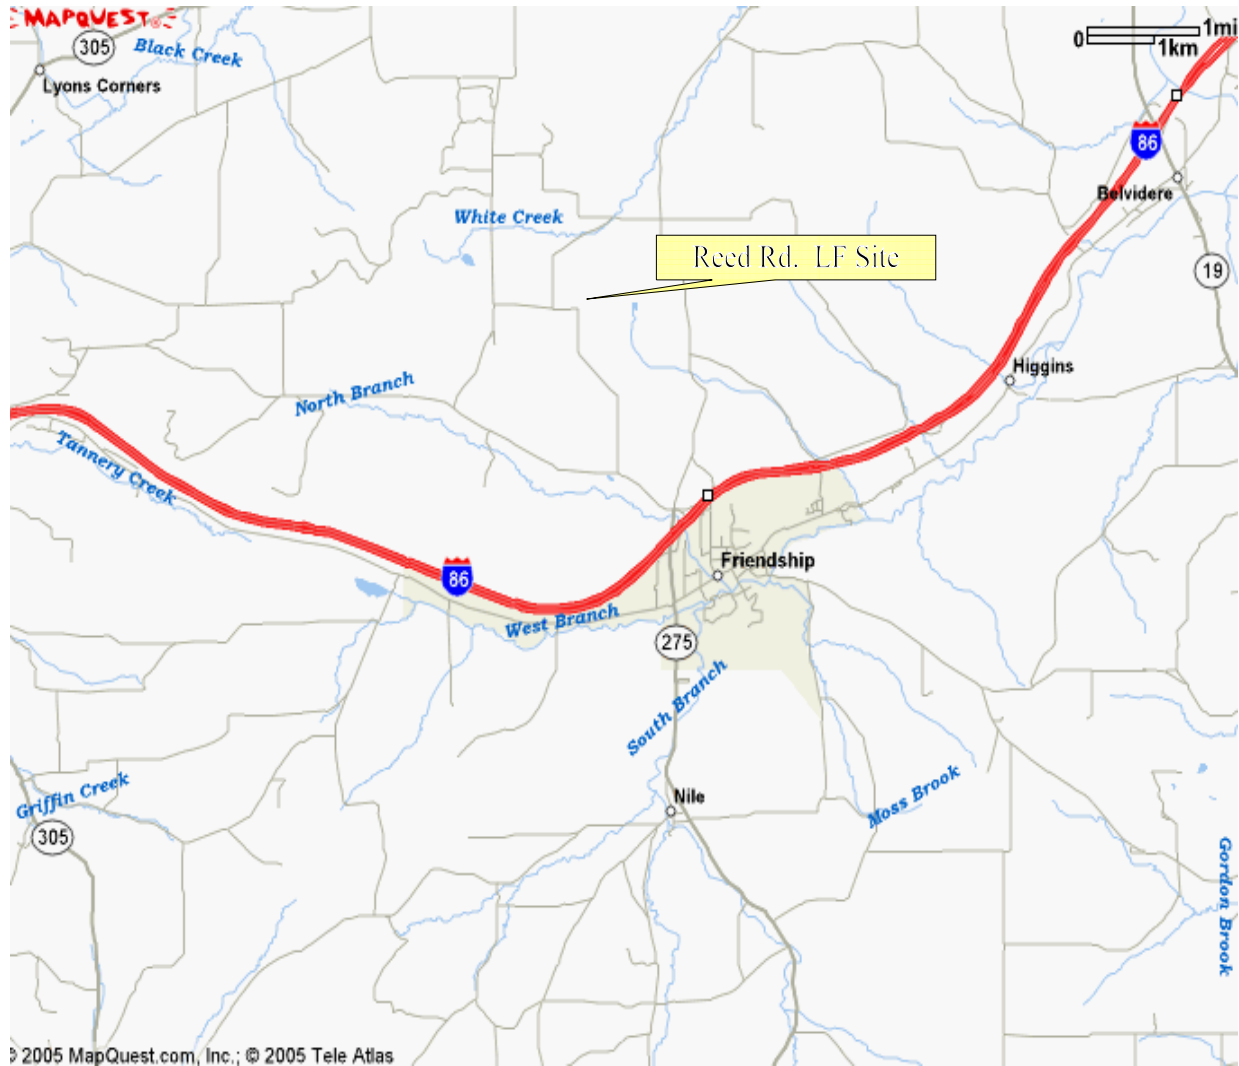 MAPQUEST®
305
Black Creek
Lyons Corners
0
1mi
1km
86
Belvidere
White Creek
Reed Rd. LF Site
19
Higgins
North Branch
Tannery Creek
86
Friendship
West Branch
275
South Branch
Nile
Moss Brook
Griffin Creek
305
Gordon Brook
© 2005 MapQuest.com, Inc.; © 2005 Tele Atlas